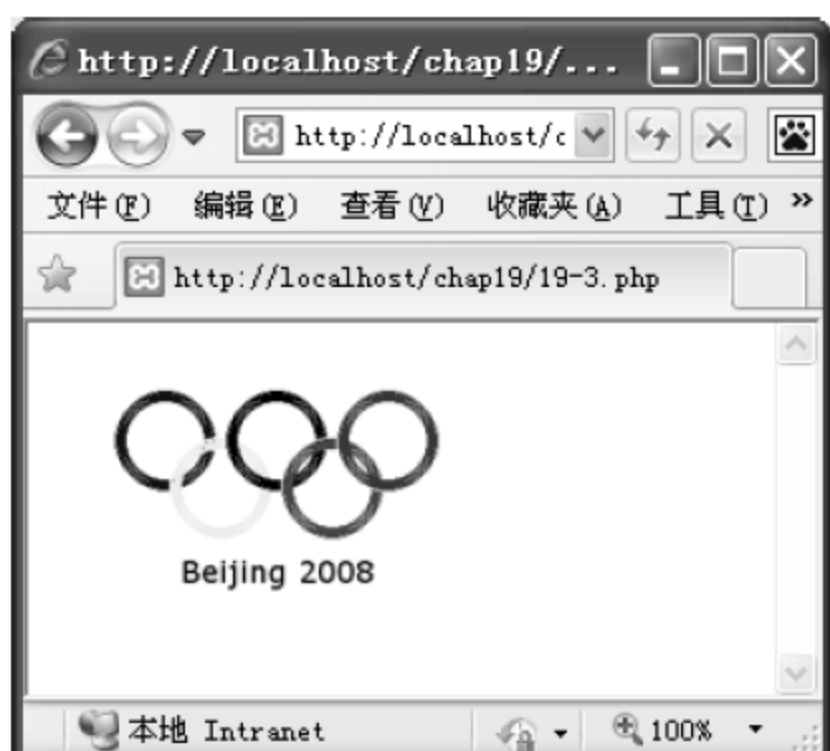 http://localhost/chap19/...
http://localhost/c
文件(F) 编辑(E) 查看(V) 收藏夹(A) 工具(T) »
http://localhost/chap19/19-3.php
Beijing 2008
本地 Intranet 100%